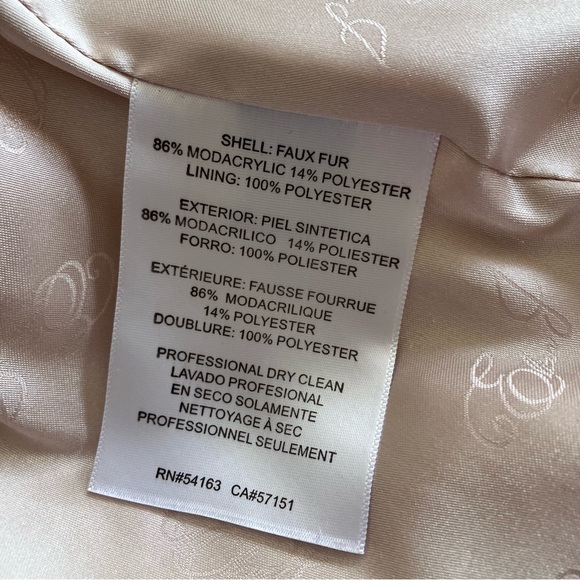 SHELL: FAUX FUR
86% MODACRYLIC 14% POLYESTER
LINING: 100% POLYESTER
EXTERIOR: PIEL SINTETICA
86% MODACRILICO 14% POLIESTER
FORRO: 100% POLIESTER
EXTÉRIEURE: FAUSSE FOURRUE
86% MODACRILIQUE
14% POLYESTER
DOUBLURE: 100% POLYESTER
PROFESSIONAL DRY CLEAN
LAVADO PROFESIONAL
EN SECO SOLAMENTE
NETTOYAGE À SEC
PROFESSIONNEL SEULEMENT
RN#54163 CA#57151